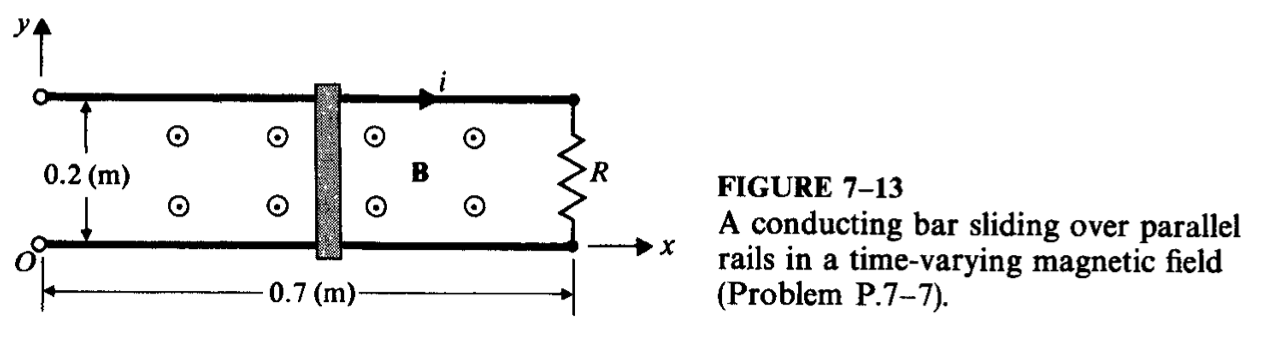 y
i
0.2 (m)
B
R
O
x
0.7 (m)
FIGURE 7–13
A conducting bar sliding over parallel
rails in a time-varying magnetic field
(Problem P.7–7).